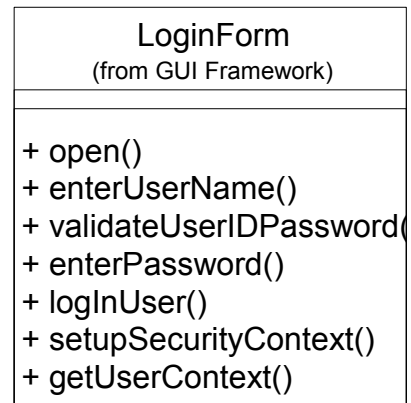 LoginForm
(from GUI Framework)
+ open()
+ enterUserName()
+ validateUserIDPassword(
+ enterPassword()
+ logInUser()
+ setupSecurityContext()
+ getUserContext()